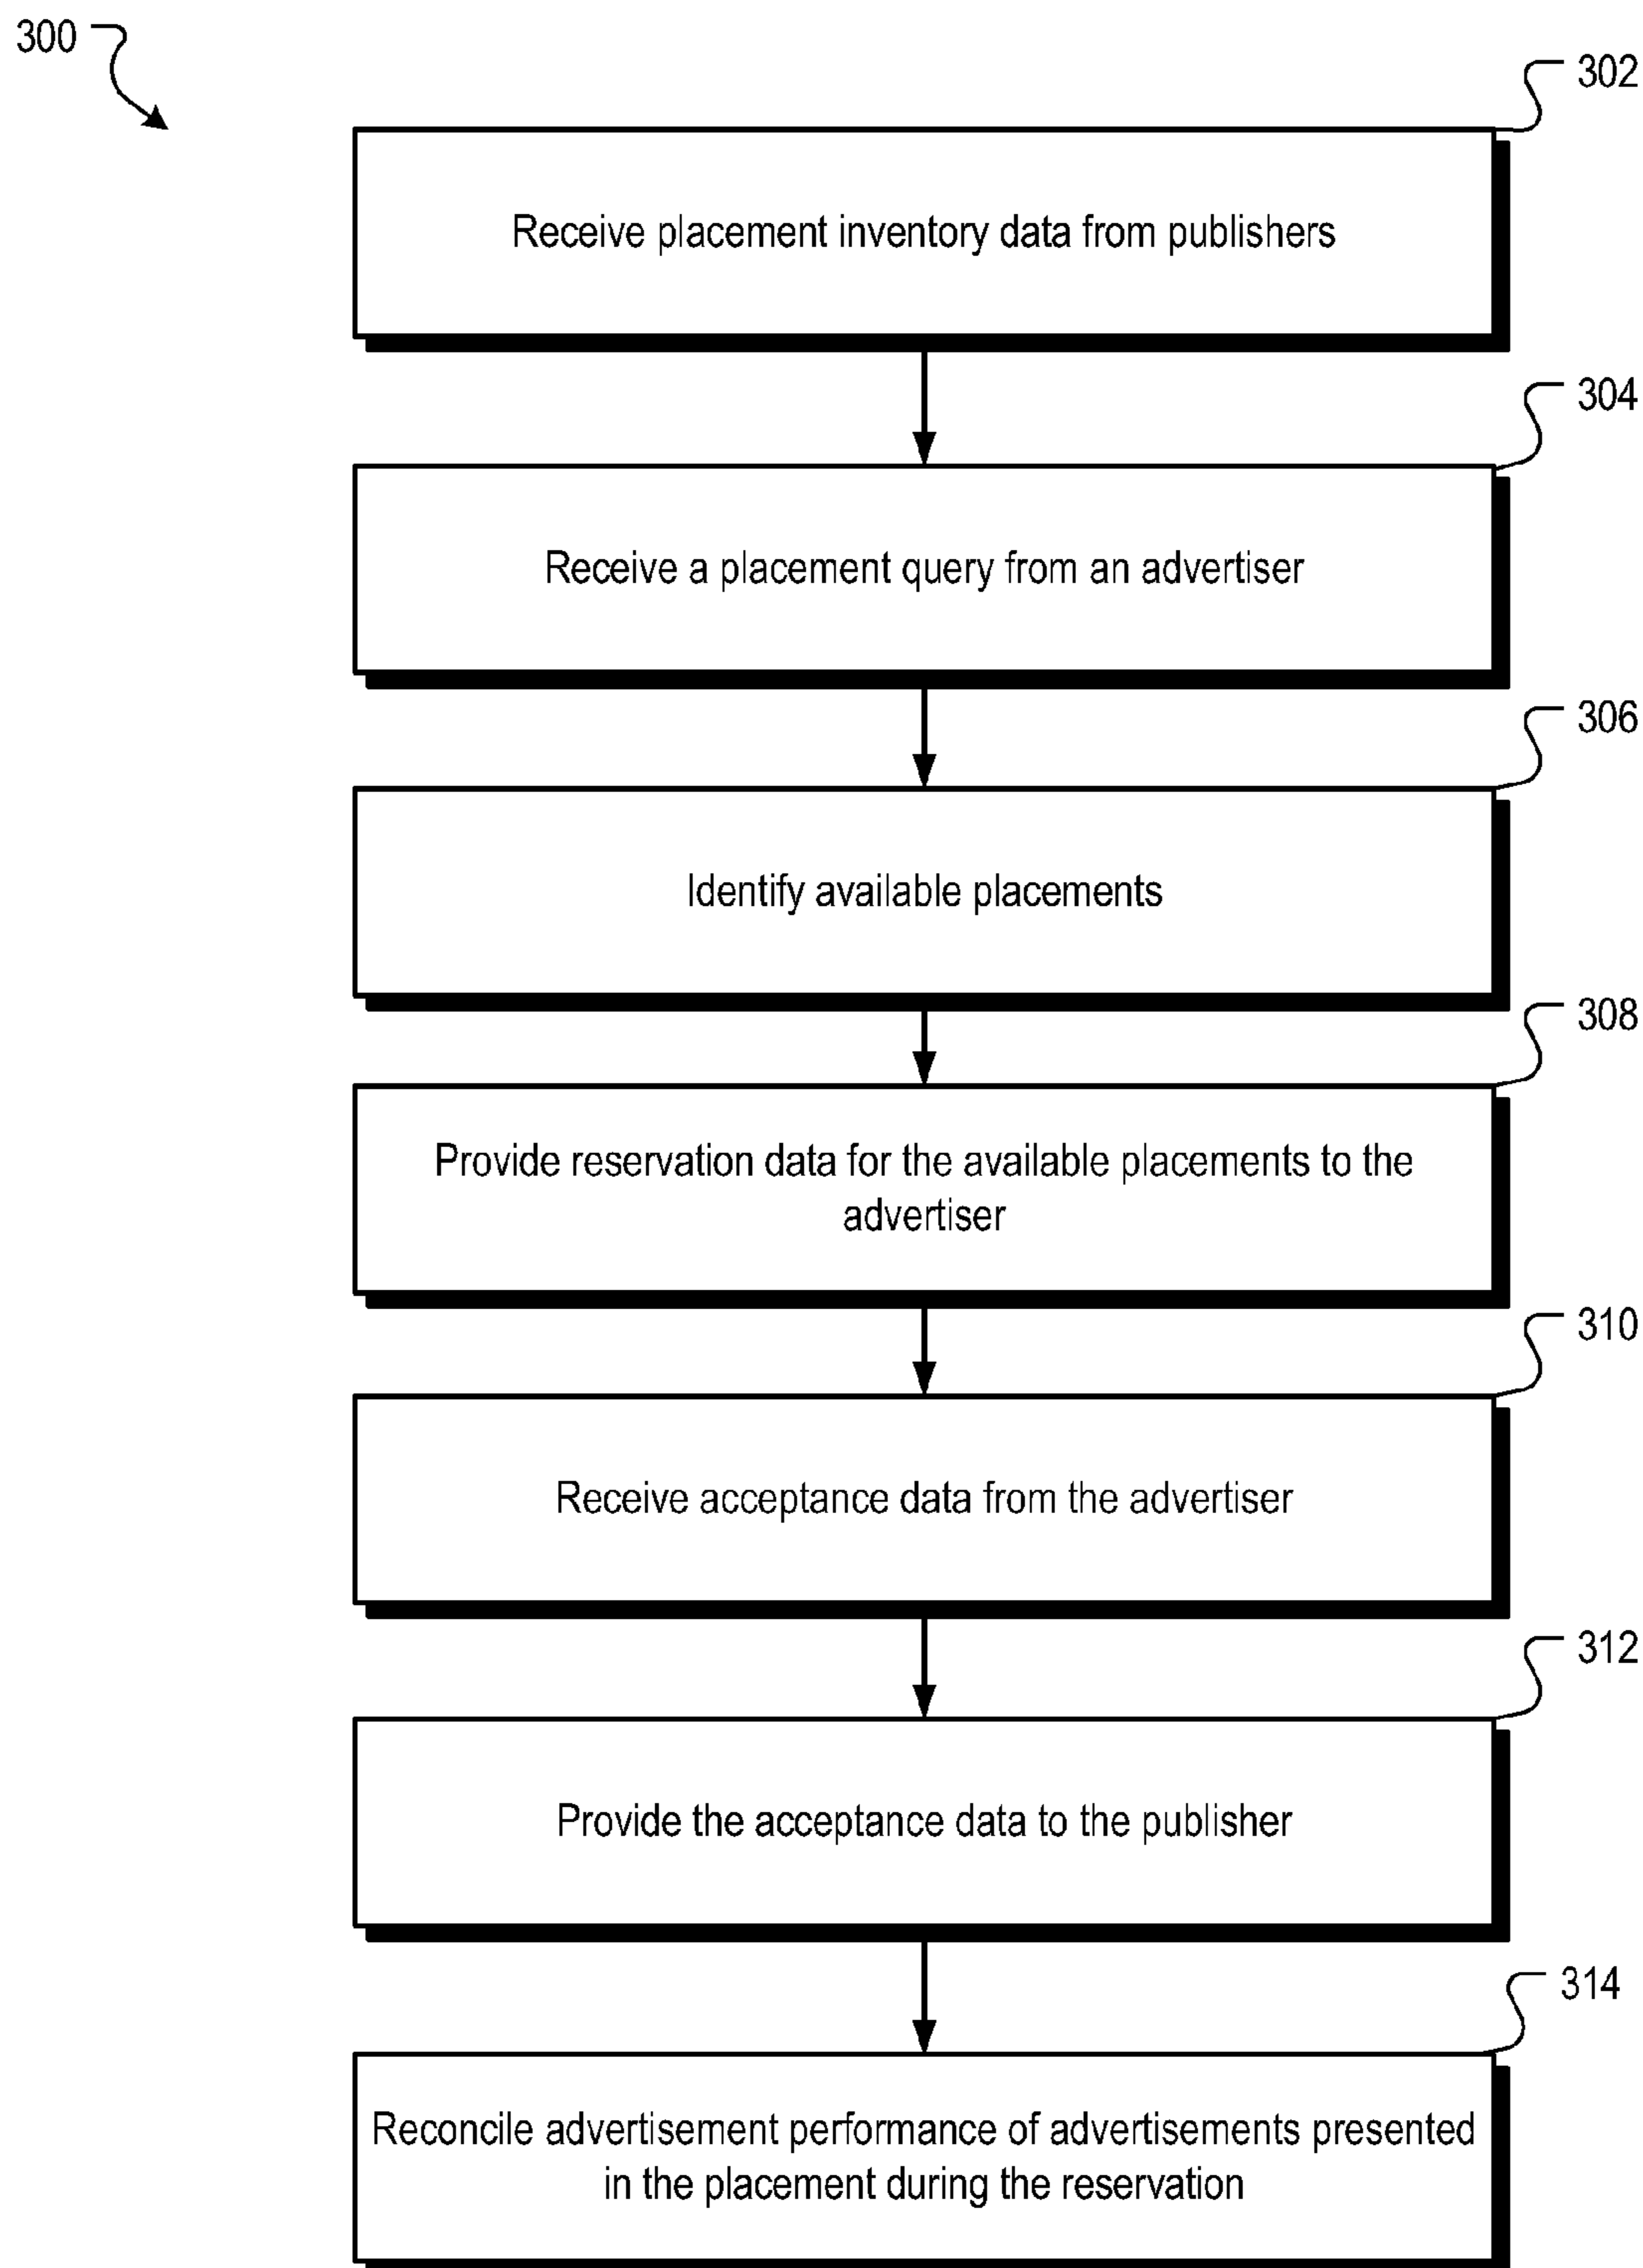 300
302
Receive placement inventory data from publishers
304
Receive a placement query from an advertiser
306
Identify available placements
308
Provide reservation data for the available placements to the
advertiser
310
Receive acceptance data from the advertiser
312
Provide the acceptance data to the publisher
314
Reconcile advertisement performance of advertisements presented
in the placement during the reservation